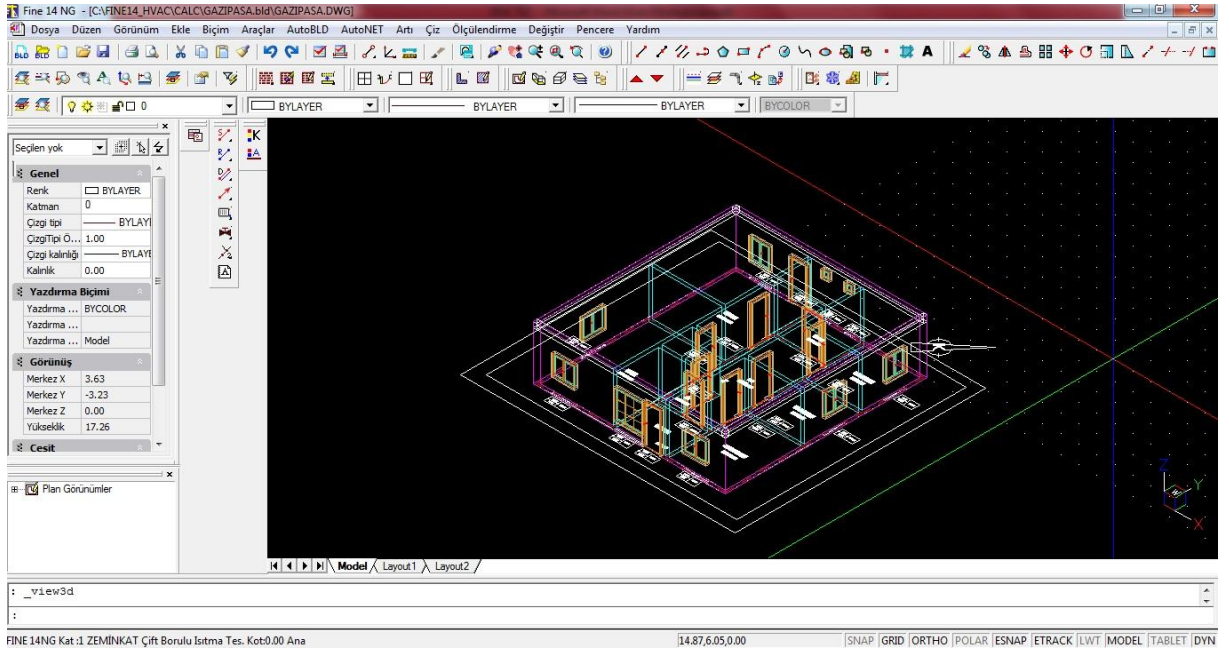 Fine 14 NG - [C:\FINE14_HVAC\CALC\GAZIPASA.bld\GAZIPASA.DWG]
Dosya Düzen Görünüm Ekle Biçim Araçlar AutoBLD AutoNET Artı Çiz Ölçülendirme Değiştir Pencere Yardım
BLD BLD
0 BYLAYER BYLAYER BYLAYER BYCOLOR
Seçilen yok
Genel
Renk BYLAYER
Katman 0
Çizgi tipi BYLAYI
ÇizgiTipi Ö... 1.00
Çizgi kalınlığı BYLAYE
Kalınlık 0.00
Yazdırma Biçimi
Yazdırma ... BYCOLOR
Yazdırma ...
Yazdırma ... Model
Görünüş
Merkez X 3.63
Merkez Y -3.23
Merkez Z 0.00
Yükseklik 17.26
Cesit
Plan Görünümler
K
A
Z
Y
X
Model Layout1 Layout2
: _view3d
:
FINE 14NG Kat :1 ZEMİNKAT Çift Borulu Isıtma Tes. Kot:0.00 Ana 14.87,6.05,0.00 SNAP GRID ORTHO POLAR ESNAP ETRACK LWT MODEL TABLET DYN